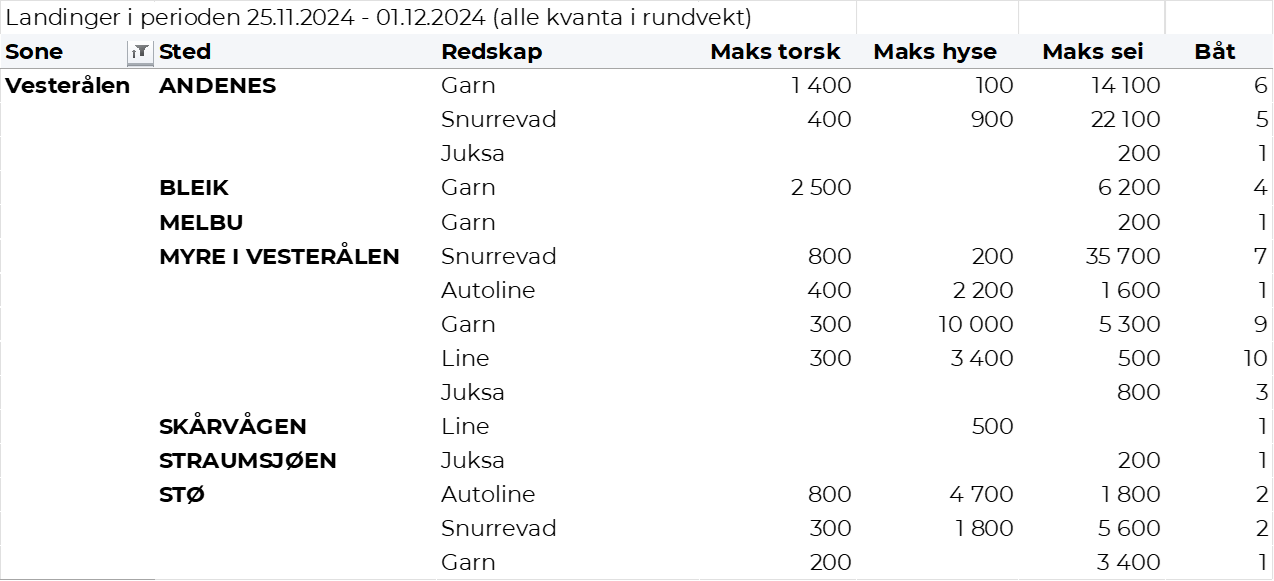 Landinger i perioden 25.11.2024 - 01.12.2024 (alle kvanta i rundvekt)
Sone Sted Redskap Maks torsk Maks hyse Maks sei Båt
Vesterålen ANDENES Garn 1 400 100 14 100 6
Snurrevad 400 900 22 100 5
Juksa 200 1
BLEIK Garn 2 500 6 200 4
MELBU Garn 200 1
MYRE I VESTERÅLEN Snurrevad 800 200 35 700 7
Autoline 400 2 200 1 600 1
Garn 300 10 000 5 300 9
Line 300 3 400 500 10
Juksa 800 3
SKÅRVÅGEN Line 500 1
STRAUMSJØEN Juksa 200 1
STØ Autoline 800 4 700 1 800 2
Snurrevad 300 1 800 5 600 2
Garn 200 3 400 1